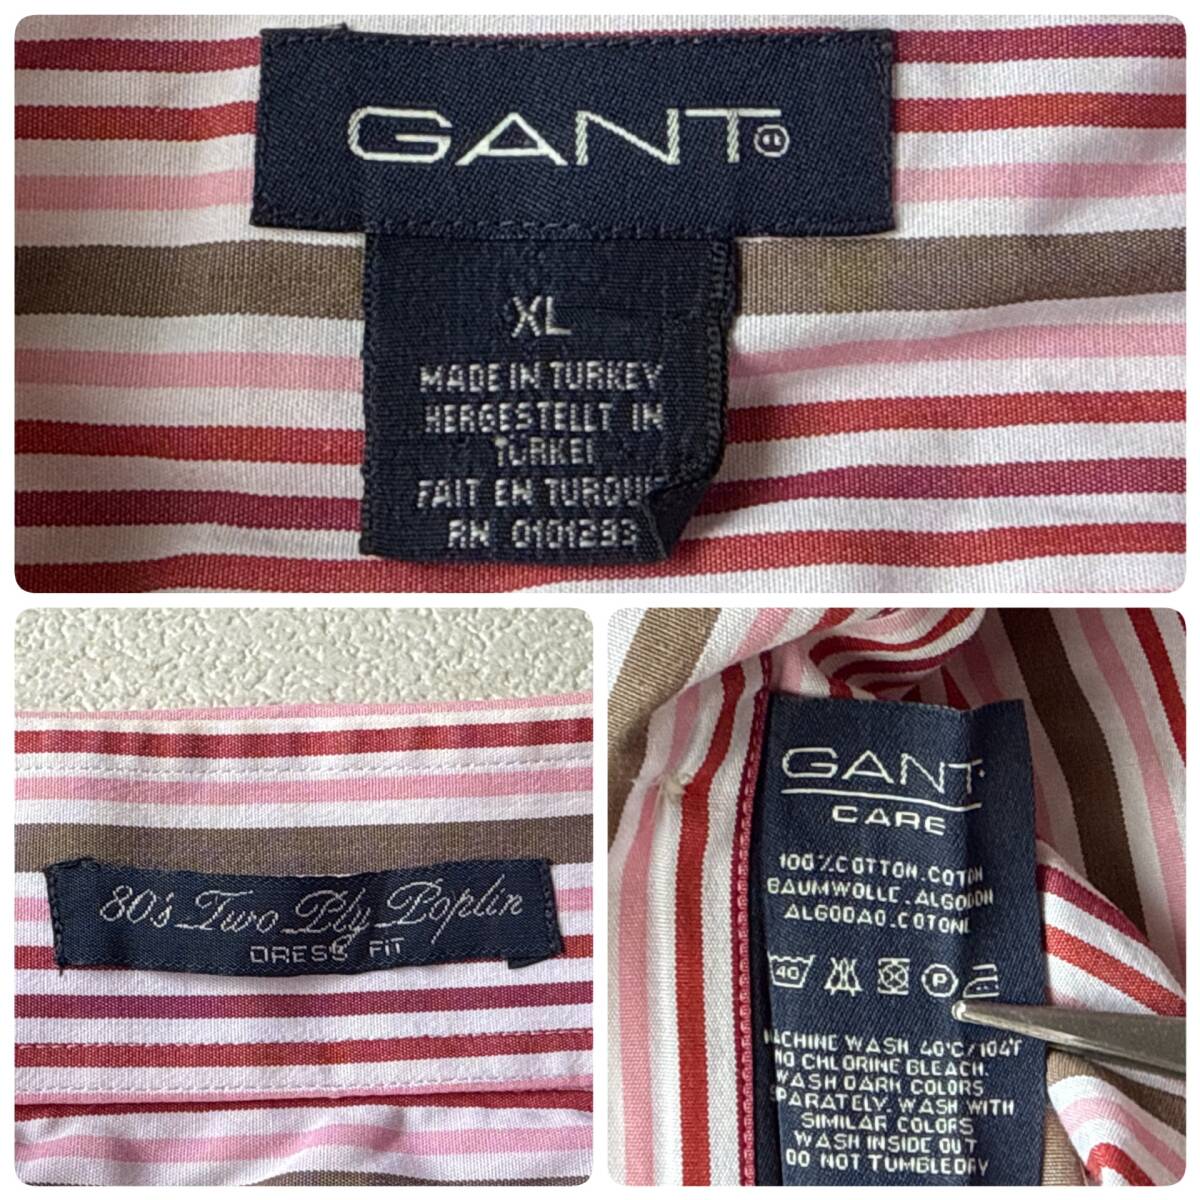 GANT®
XL
MADE IN TURKEY
HERGESTELLT IN
TURKEI
FAIT EN TURQUI
RN 0101293
80's Two Ply Poplin
DRESS FIT
GANT
CARE
100% COTTON.COTON
BAUMWOLLE.ALGODON
ALGODAO.COTONE
40
P
MACHINE WASH 40°C/104°F
NO CHLORINE BLEACH.
WASH DARK COLORS
PARATELY. WASH WITH
SIMILAR COLORS
WASH INSIDE OUT
DO NOT TUMBLEDRY